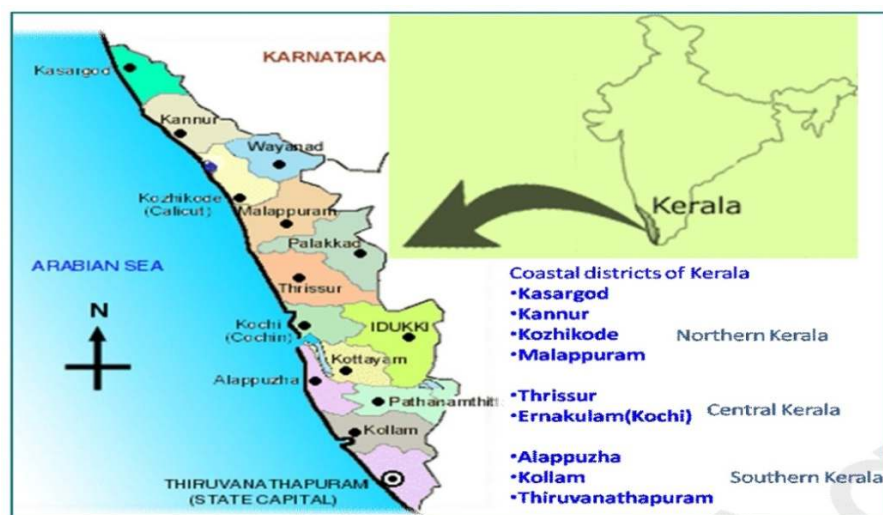 KARNATAKA
Kasargod
Kannur
Wayanad
Kozhikode
(Calicut)
Malappuram
Palakkad
ARABIAN SEA
Thrissur
N
Kochi
(Cochin)
IDUKKI
Kottayam
Alappuzha
Pathanamthitt
Kollam
THIRUVANATHAPURAM
(STATE CAPITAL)
Kerala
Coastal districts of Kerala
•Kasargod
•Kannur
•Kozhikode Northern Kerala
•Malappuram
•Thrissur
•Ernakulam(Kochi) Central Kerala
•Alappuzha
•Kollam Southern Kerala
•Thiruvanathapuram